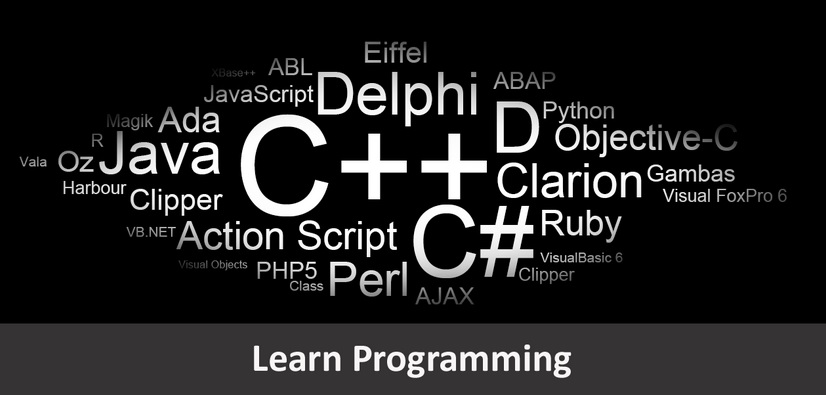 Eiffel
XBase++ ABL
Delphi ABAP
JavaScript
Magik Ada
D Python
Objective-C
R
Java C++
Vala Oz
Clarion Gambas
Harbour
Clipper
Visual FoxPro 6
VB.NET Action Script
C# Ruby
Visual Objects PHP5
VisualBasic 6
Class Perl
Clipper
AJAX
Learn Programming